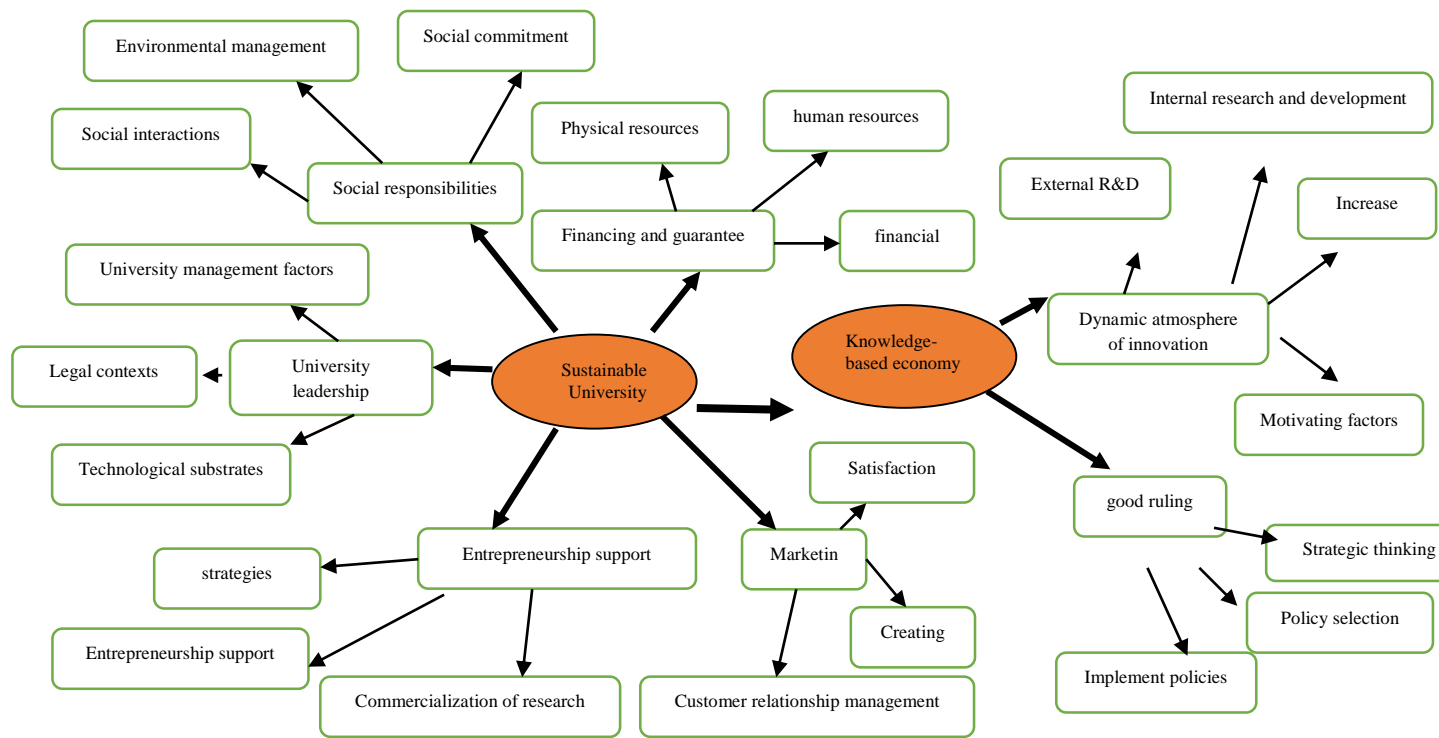 Social commitment
Environmental management
Internal research and development
human resources
Physical resources
Social interactions
External R&D
Social responsibilities
Increase
Financing and guarantee
financial
University management factors
Dynamic atmosphere
of innovation
Knowledge-
based economy
Sustainable
University
University
leadership
Legal contexts
Motivating factors
Technological substrates
Satisfaction
good ruling
Entrepreneurship support
Marketin
Strategic thinking
strategies
Policy selection
Creating
Entrepreneurship support
Implement policies
Commercialization of research
Customer relationship management